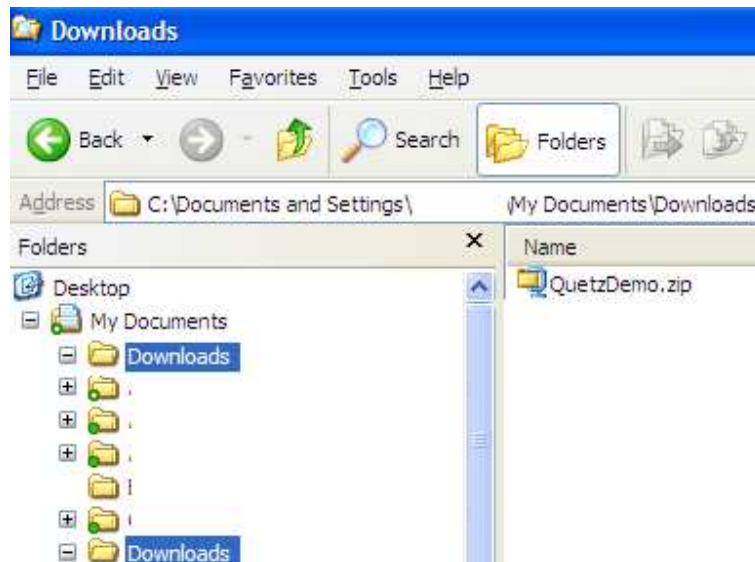 Downloads
File Edit View Favorites Tools Help
Back Search Folders
Address C:\Documents and Settings\ My Documents\Downloads
Folders Name
Desktop QuetzDemo.zip
My Documents
Downloads
Downloads